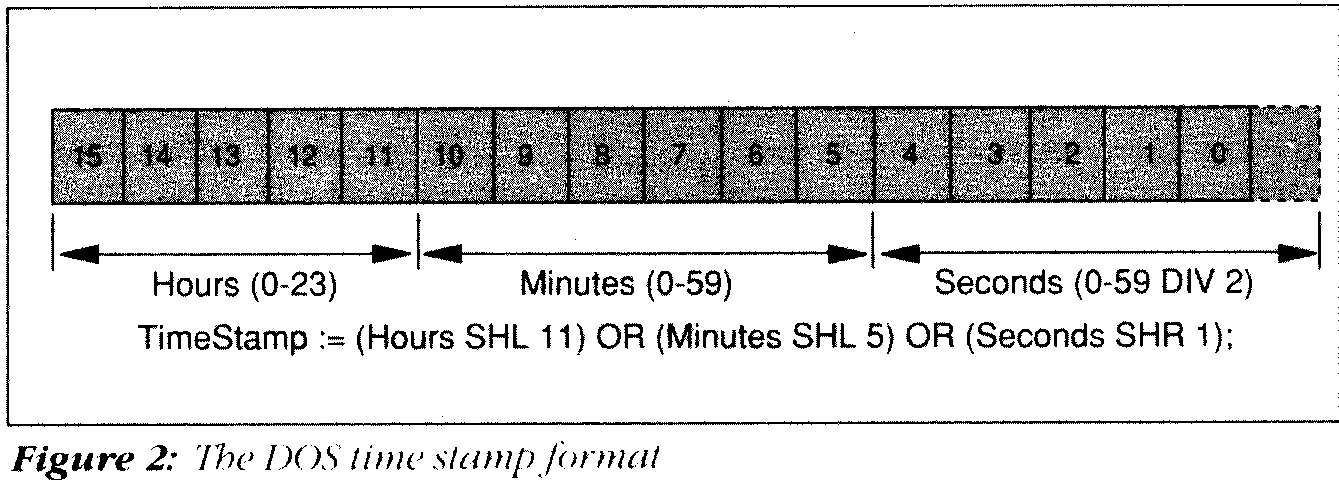 15 14 13 12 11 10 9 8 7 6 5 4 3 2 1 0
Hours (0-23) Minutes (0-59) Seconds (0-59 DIV 2)
TimeStamp := (Hours SHL 11) OR (Minutes SHL 5) OR (Seconds SHR 1);
Figure 2: The DOS time stamp format